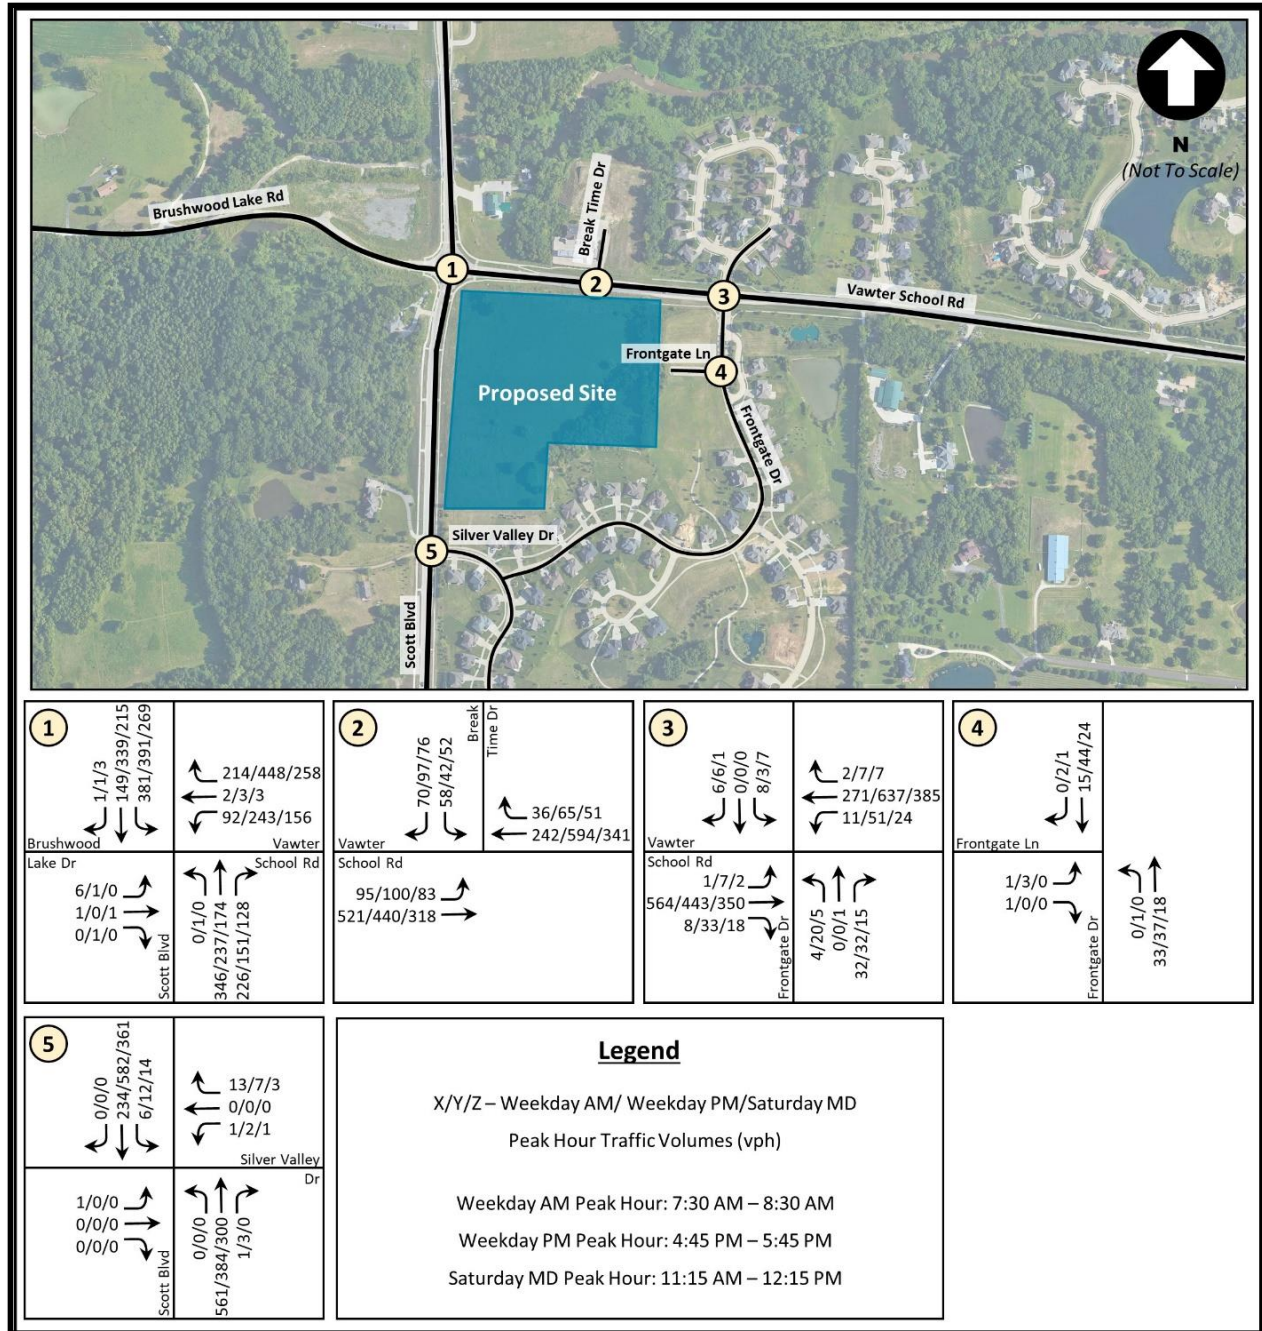 N
(Not To Scale)
Brushwood Lake Rd
Break Time Dr
1
2
3
Vawter School Rd
Frontgate Ln
4
Proposed Site
Frontgate Dr
Silver Valley Dr
5
Scott Blvd
1
1/1/3
149/339/215
381/391/269
214/448/258
2/3/3
92/243/156
Brushwood
Lake Dr
Vawter
School Rd
6/1/0
1/0/1
0/1/0
Scott Blvd
0/1/0
346/237/174
226/151/128
2
70/97/76
58/42/52
Break
Time Dr
36/65/51
242/594/341
Vawter
School Rd
95/100/83
521/440/318
3
6/6/1
0/0/0
8/3/7
2/7/7
271/637/385
11/51/24
Vawter
School Rd
1/7/2
564/443/350
8/33/18
Frontgate Dr
4/20/5
0/0/1
32/32/15
4
0/2/1
15/44/24
Frontgate Ln
1/3/0
1/0/0
Frontgate Dr
0/1/0
33/37/18
5
0/0/0
234/582/361
6/12/14
13/7/3
0/0/0
1/2/1
Silver Valley
Dr
1/0/0
0/0/0
0/0/0
Scott Blvd
0/0/0
561/384/300
1/3/0
Legend
X/Y/Z – Weekday AM/ Weekday PM/Saturday MD
Peak Hour Traffic Volumes (vph)
Weekday AM Peak Hour: 7:30 AM – 8:30 AM
Weekday PM Peak Hour: 4:45 PM – 5:45 PM
Saturday MD Peak Hour: 11:15 AM – 12:15 PM